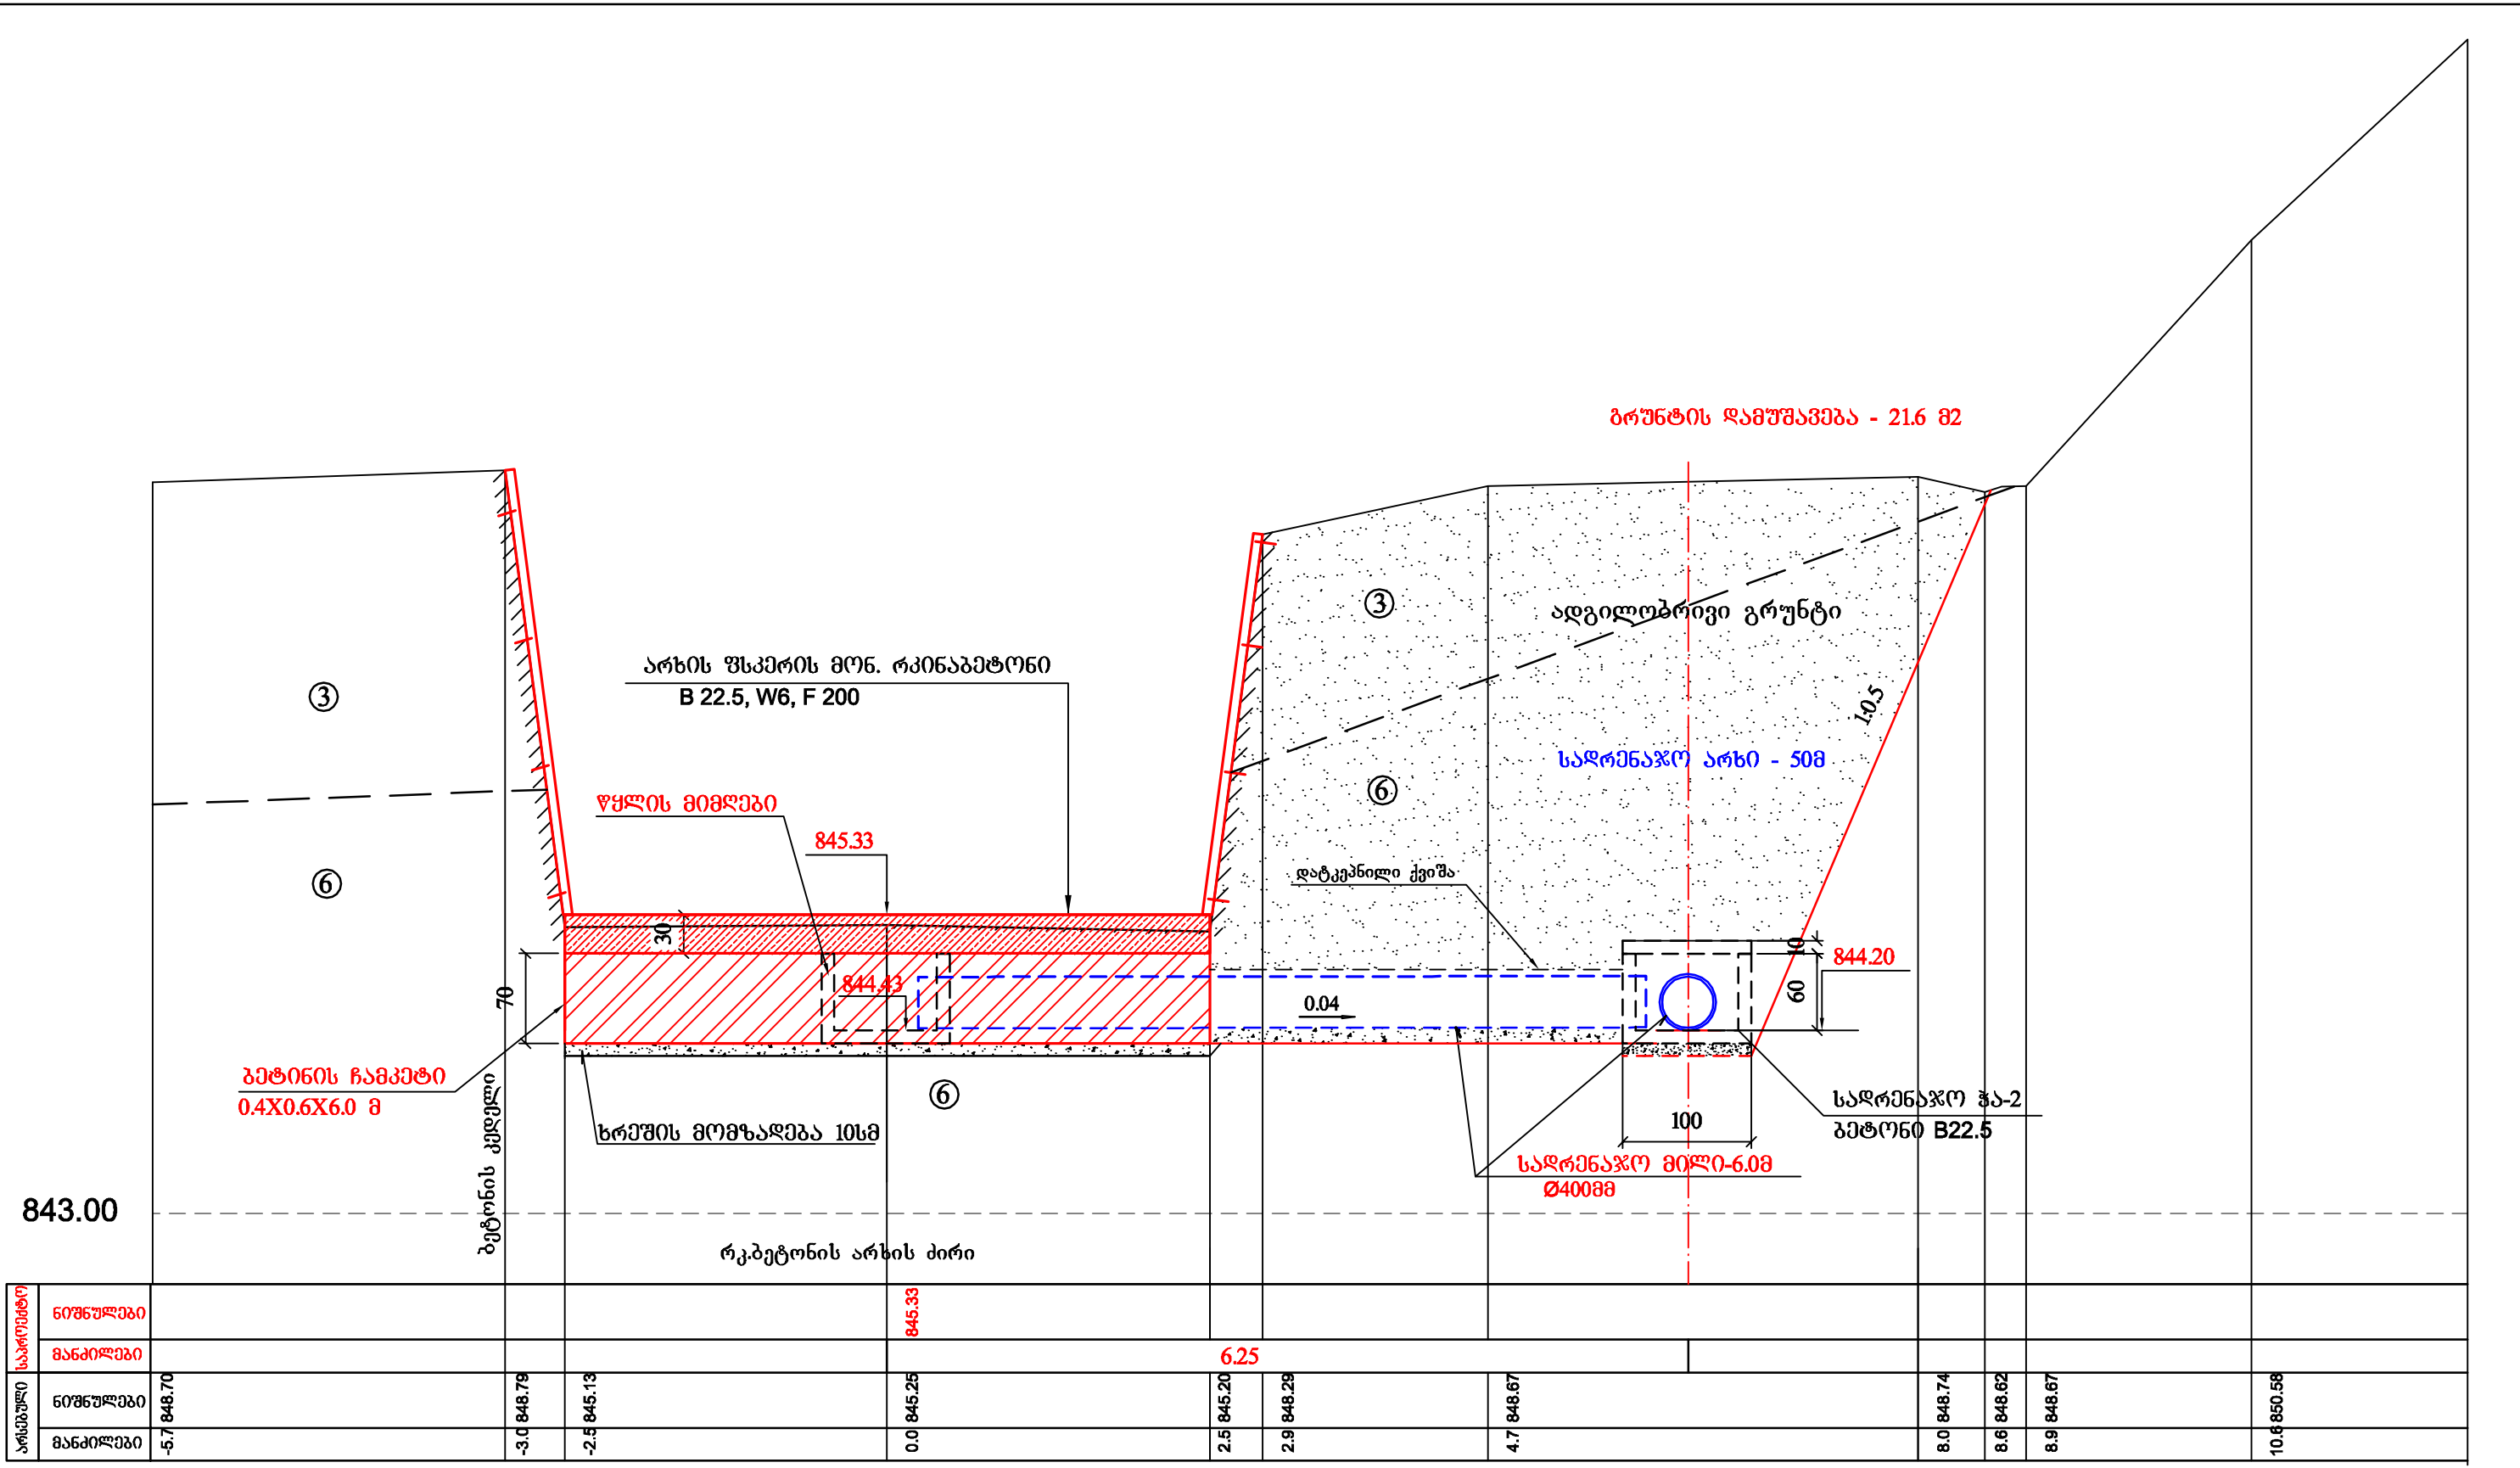 გრუნტის დამუშავება - 21.6 მ2
3
ადგილობრივი გრუნტი
არხის ფსკერის მონ. რკინაბეტონი
B 22.5, W6, F 200
3
1:0.5
სადრენაჟო არხი - 50მ
6
წყლის მიმღები
845.33
დატკეპნილი ქვიშა
6
30
10
844.20
70
844.43
60
0.04
ბეტინის ჩამკეტი
0.4X0.6X6.0 მ
ბეტონის კედელი
6
ხრეშის მომზადება 10სმ
100
სადრენაჟო ჭა-2
ბეტონი B22.5
სადრენაჟო მილი-6.0მ
Ø400მმ
843.00
რკ.ბეტონის არხის ძირი
საპროექტო
ნიშნულები
845.33
მანძილები
6.25
არსებული
ნიშნულები
848.70 848.79 845.13 845.25 845.20 848.29 848.67 848.74 848.62 848.67 850.58
მანძილები
-5.7 -3.0 -2.5 0.0 2.5 2.9 4.7 8.0 8.6 8.9 10.6